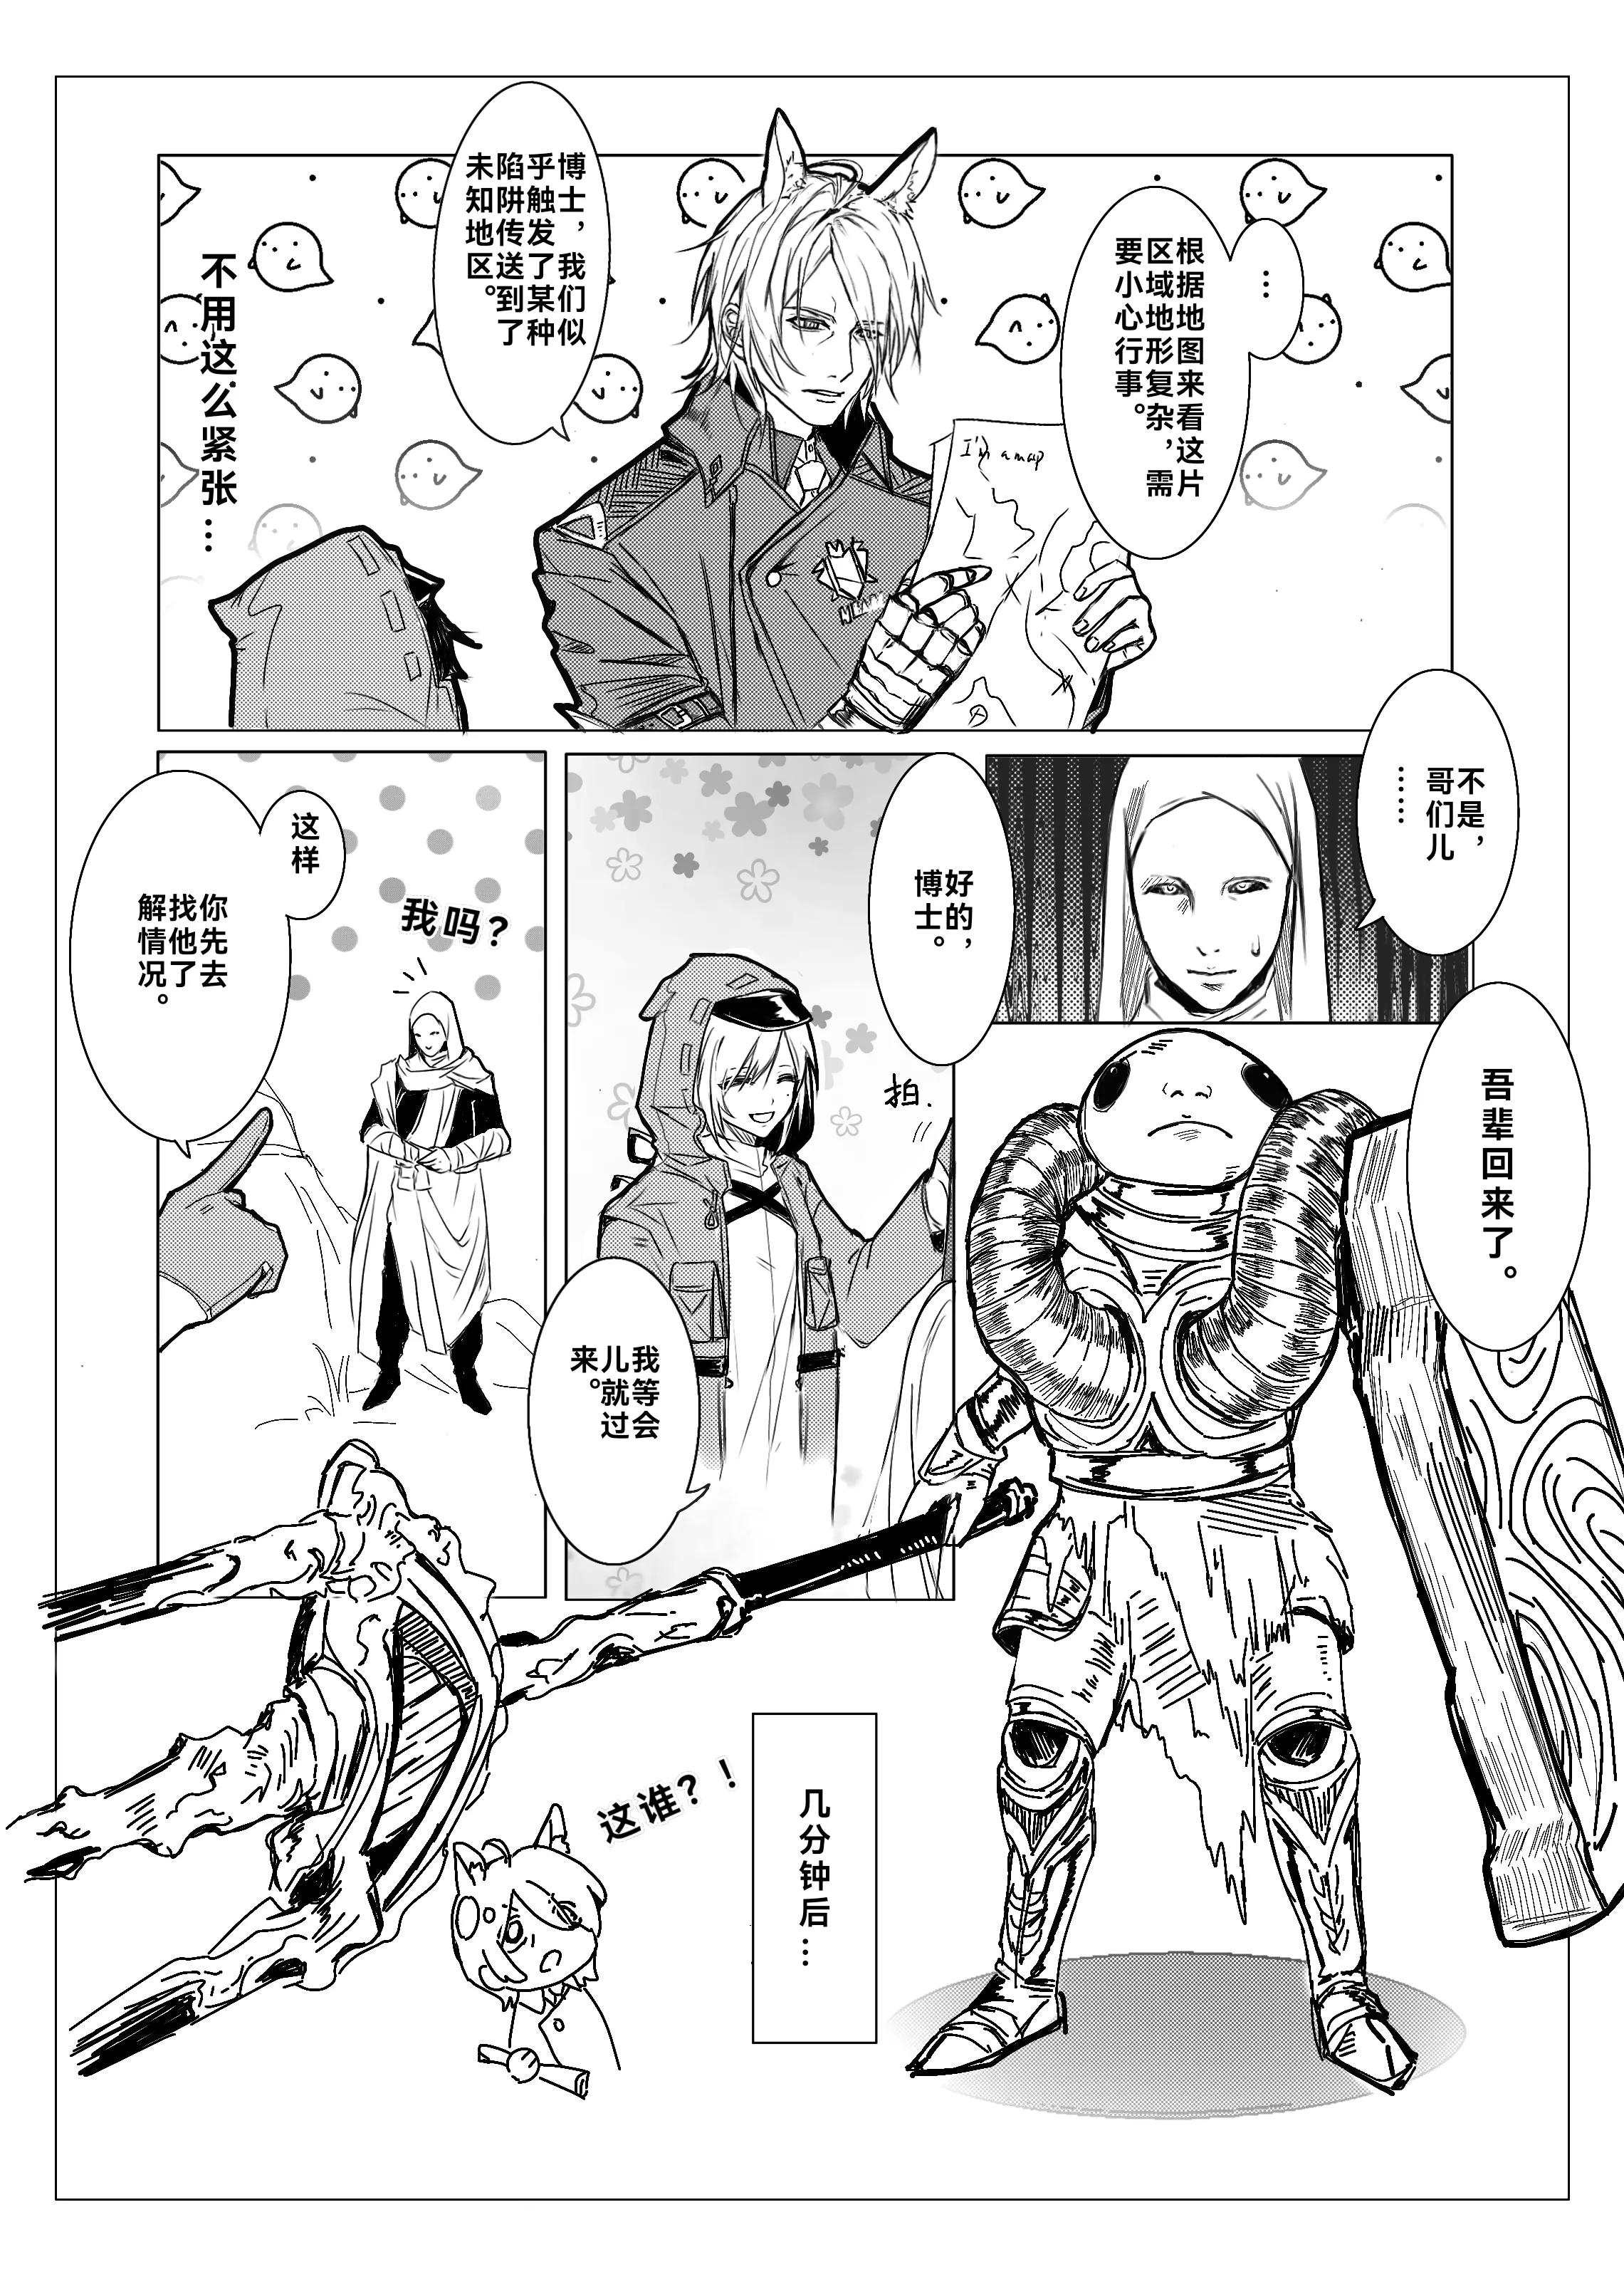 博士，我们似
乎触发了某种
陷阱传送到了
未知地区。
…
根据地图来看这片
区域地形复杂，需
要小心行事。
I'm a map
不用这么紧张…
这样
你先去
找他了
解情况。
我吗？
好的，
博士。
拍.
我等会
儿就过
来。
不是，
哥们儿
……
几分钟后…
吾辈回来了。
这谁？！